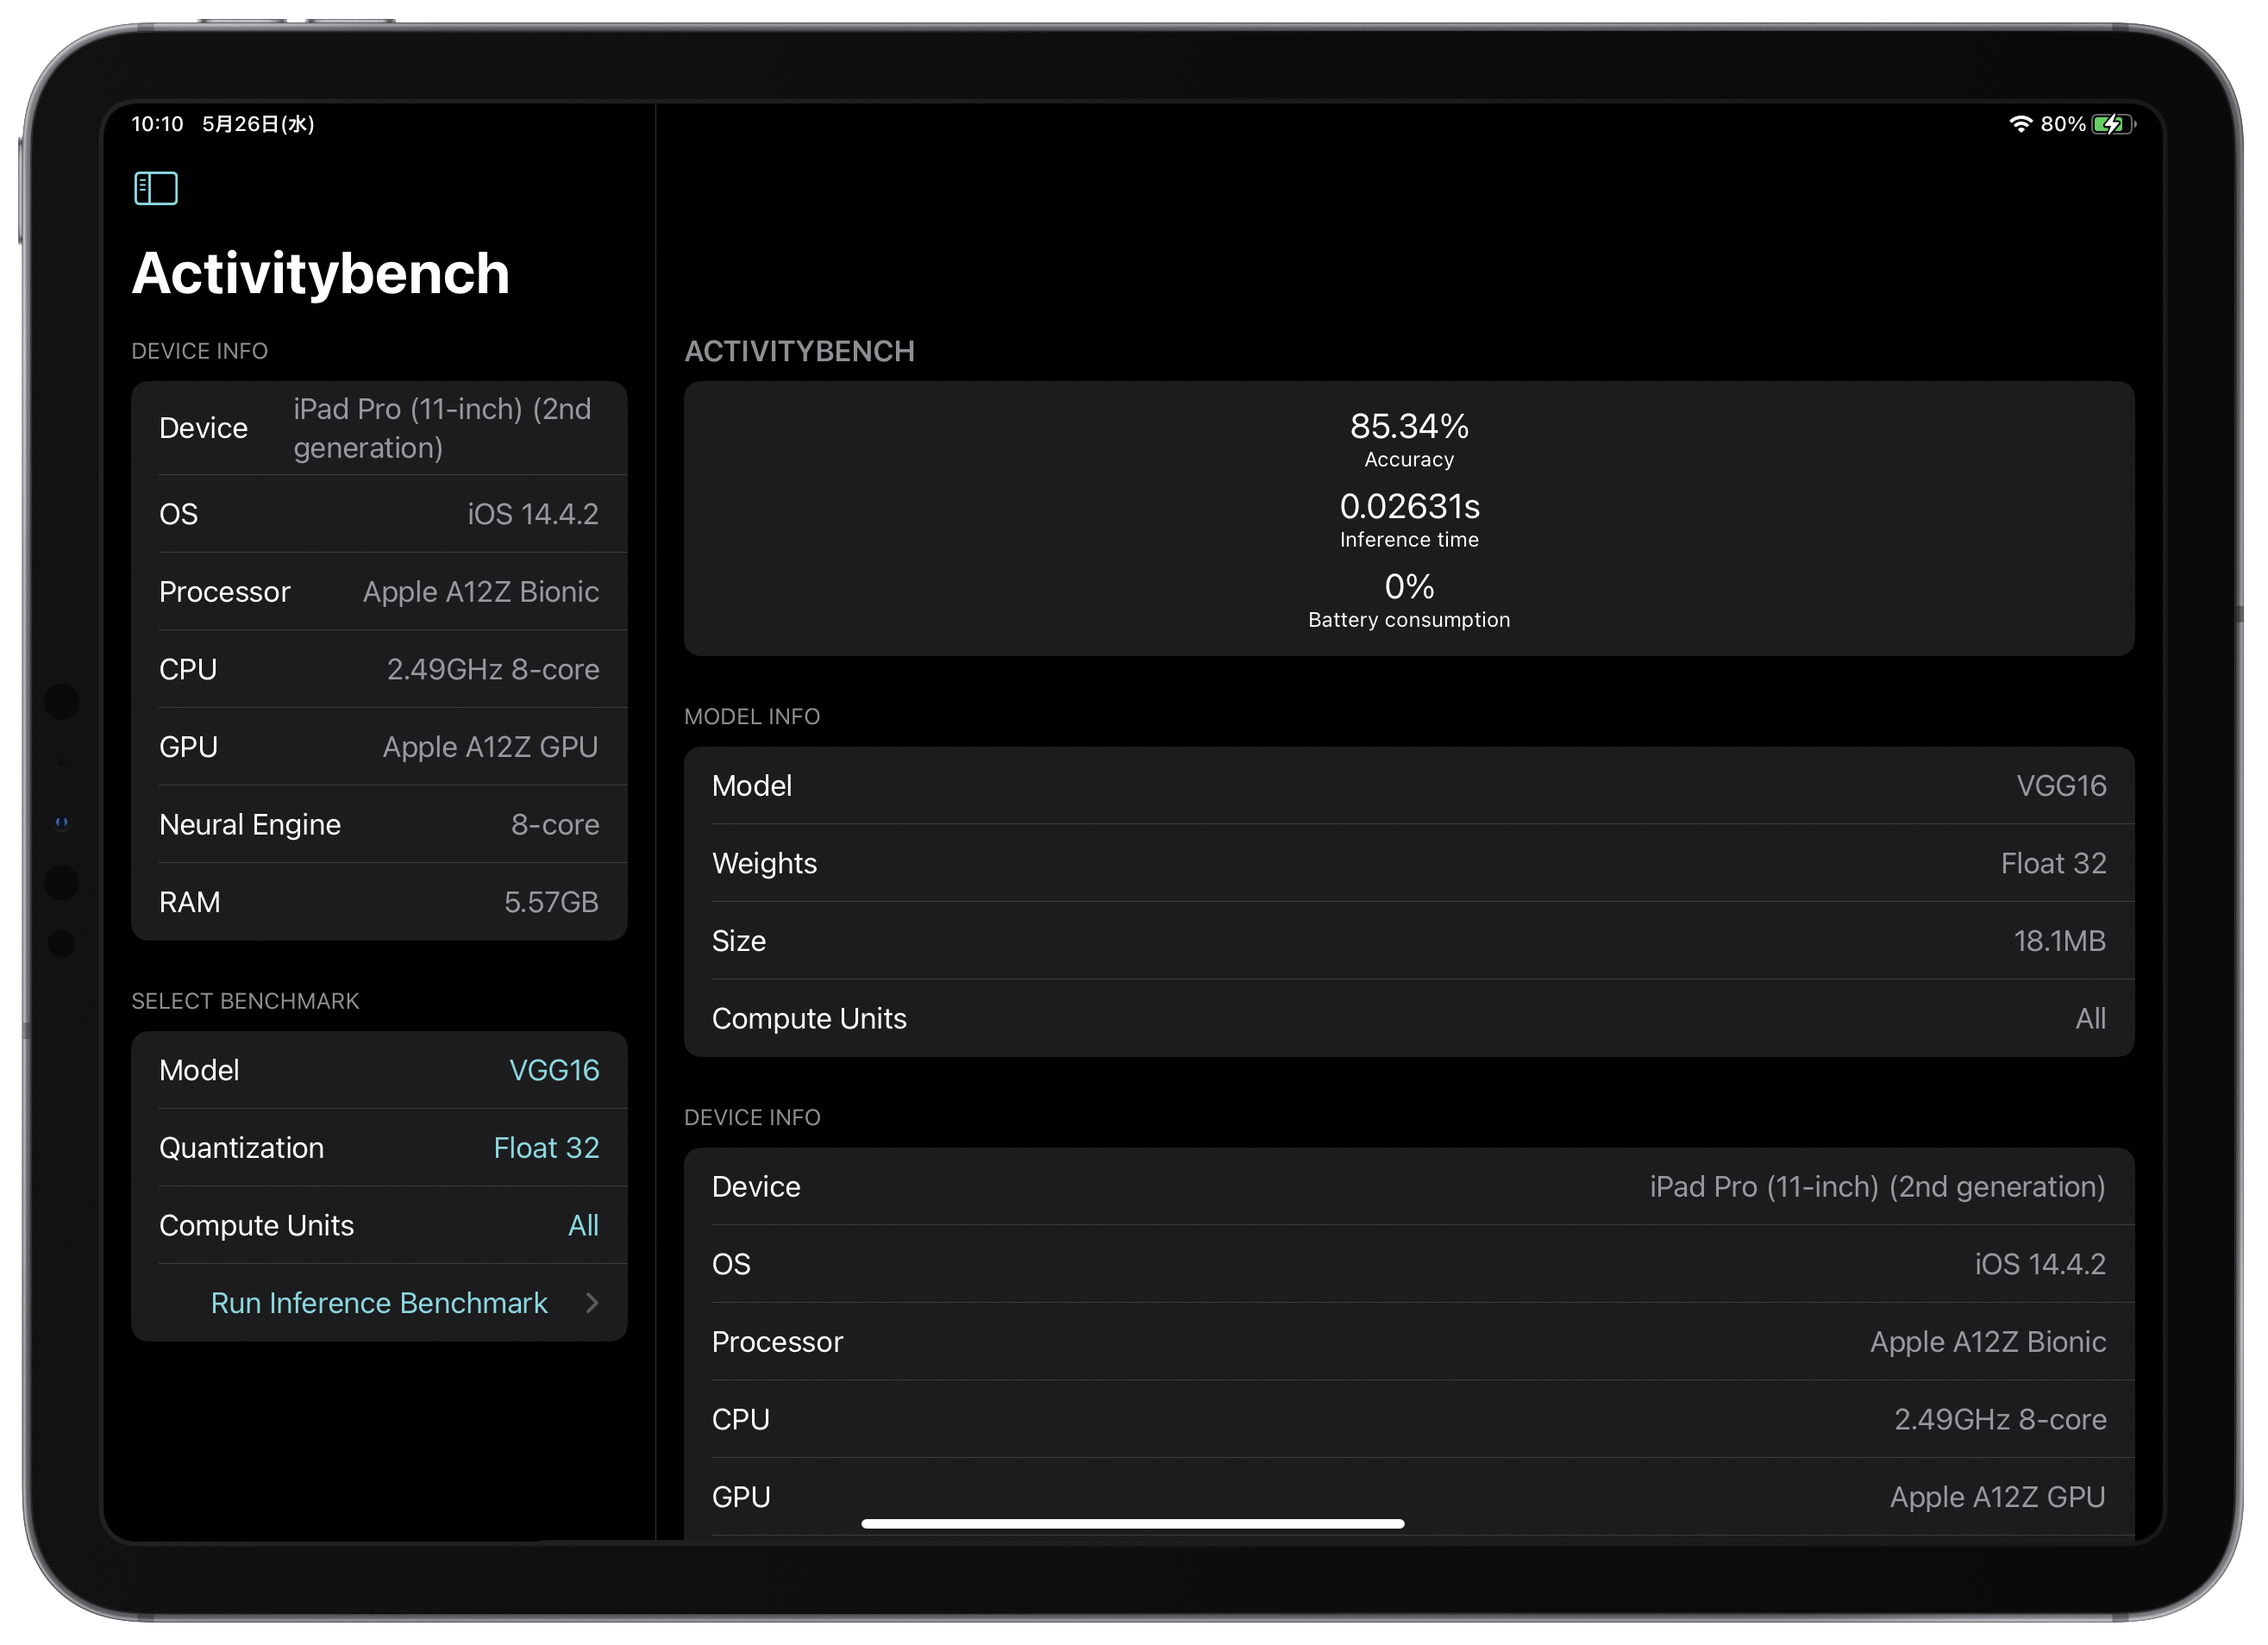 10:10 5月26日(水)
80%
Activitybench
DEVICE INFO
Device iPad Pro (11-inch) (2nd
generation)
OS iOS 14.4.2
Processor Apple A12Z Bionic
CPU 2.49GHz 8-core
GPU Apple A12Z GPU
Neural Engine 8-core
RAM 5.57GB
SELECT BENCHMARK
Model VGG16
Quantization Float 32
Compute Units All
Run Inference Benchmark
ACTIVITYBENCH
85.34%
Accuracy
0.02631s
Inference time
0%
Battery consumption
MODEL INFO
Model VGG16
Weights Float 32
Size 18.1MB
Compute Units All
DEVICE INFO
Device iPad Pro (11-inch) (2nd generation)
OS iOS 14.4.2
Processor Apple A12Z Bionic
CPU 2.49GHz 8-core
GPU Apple A12Z GPU